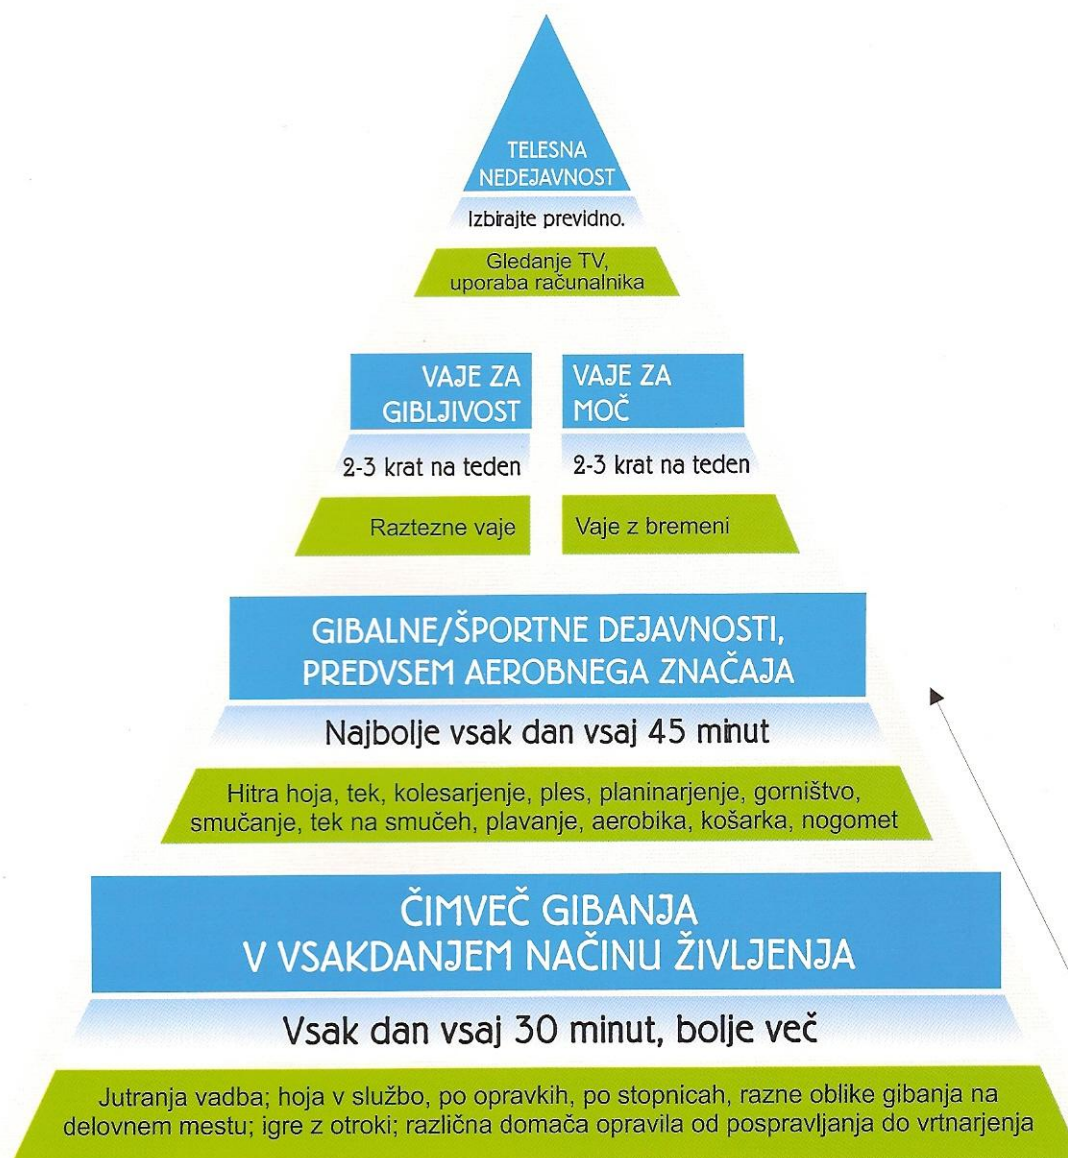 TELESNA
NEDEJAVNOST
Izbirajte previdno.
Gledanje TV,
uporaba računalnika
VAJE ZA
GIBLJIVOST
2-3 krat na teden
Raztezne vaje
VAJE ZA
MOČ
2-3 krat na teden
Vaje z bremeni
GIBALNE/ŠPORTNE DEJAVNOSTI,
PREDVSEM AEROBNEGA ZNAČAJA
Najbolje vsak dan vsaj 45 minut
Hitra hoja, tek, kolesarjenje, ples, planinarjenje, gorništvo,
smučanje, tek na smučeh, plavanje, aerobika, košarka, nogomet
ČIMVEČ GIBANJA
V VSAKDANJEM NAČINU ŽIVLJENJA
Vsak dan vsaj 30 minut, bolje več
Jutranja vadba; hoja v službo, po opravkih, po stopnicah, razne oblike gibanja na
delovnem mestu; igre z otroki; različna domača opravila od pospravljanja do vrtnarjenja